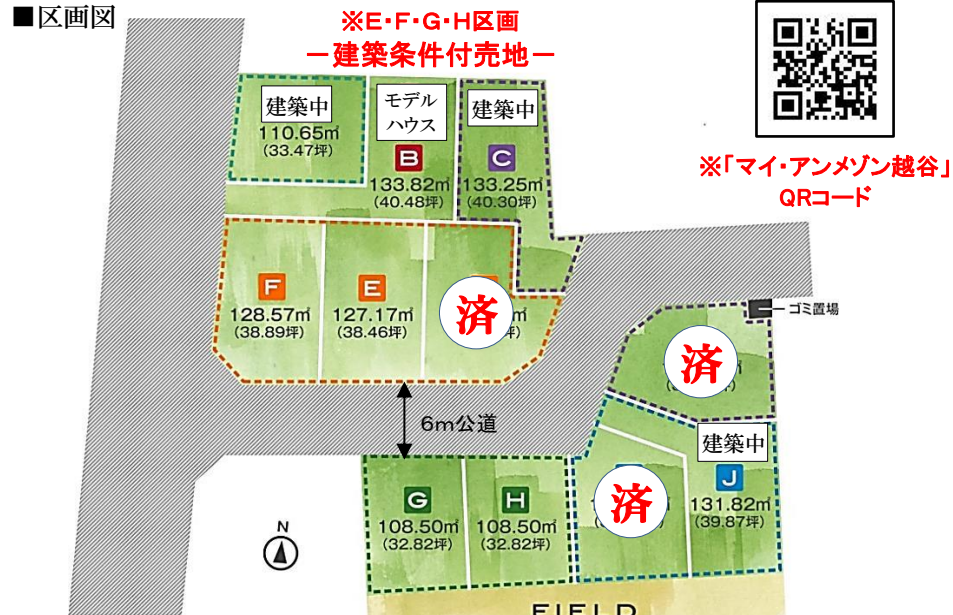 ■区画図
※E・F・G・H区画
－建築条件付売地－
※「マイ・アンメゾン越谷」
QRコード
建築中
110.65㎡
(33.47坪)
モデル
ハウス
B
133.82㎡
(40.48坪)
建築中
C
133.25㎡
(40.30坪)
F
128.57㎡
(38.89坪)
E
127.17㎡
(38.46坪)
済
ゴミ置場
済
6m公道
建築中
J
131.82㎡
(39.87坪)
済
G
108.50㎡
(32.82坪)
H
108.50㎡
(32.82坪)
N
FIELD